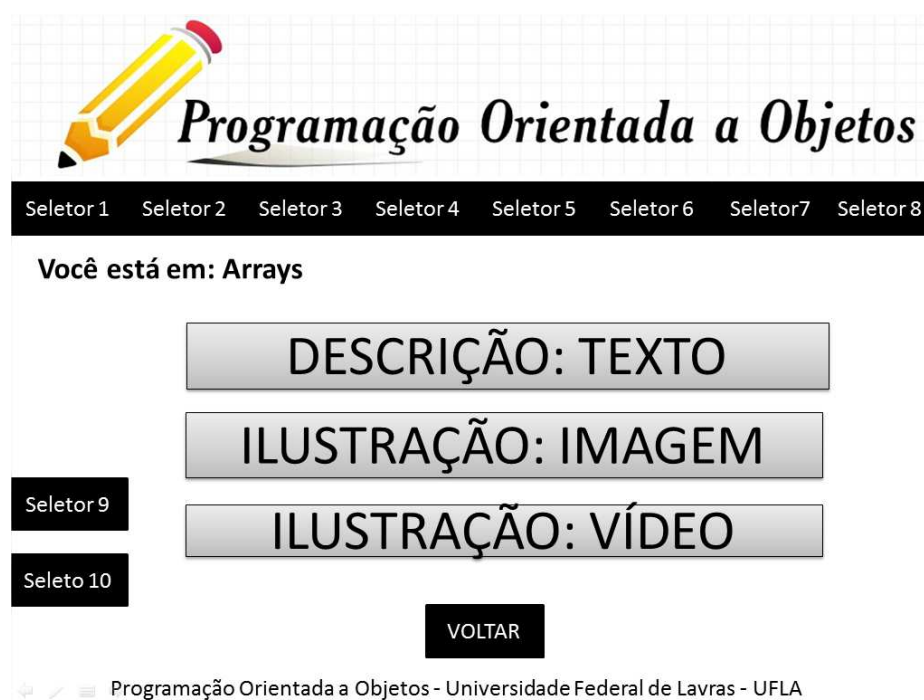 Programação Orientada a Objetos
Seletor 1 Seletor 2 Seletor 3 Seletor 4 Seletor 5 Seletor 6 Seletor7 Seletor 8
Você está em: Arrays
DESCRIÇÃO: TEXTO
ILUSTRAÇÃO: IMAGEM
Seletor 9
ILUSTRAÇÃO: VÍDEO
Seleto 10
VOLTAR
Programação Orientada a Objetos - Universidade Federal de Lavras - UFLA